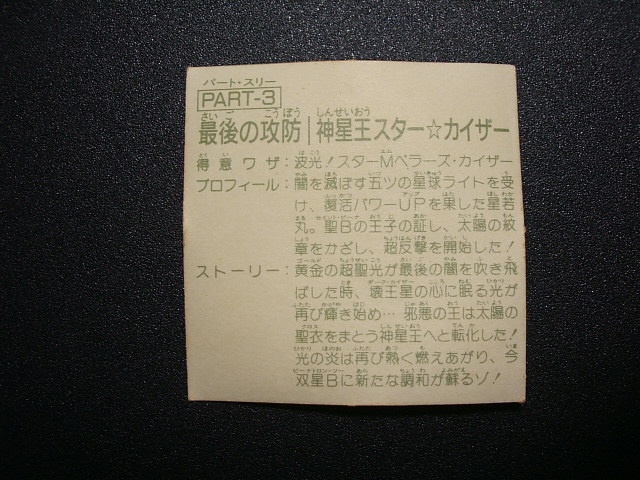 パート・スリー
PART-3
最後の攻防 神星王スター☆カイザー
得意ワザ:波光!スターMベラーズ・カイザー
プロフィール:闇を滅ぼす五ツの星球ライトを受
け、復活パワーUPを果した星若
丸。聖Bの王子の証し、太陽の紋
章をかざし、超反撃を開始した!
ストーリー:黄金の超聖光が最後の闇を吹き飛
ばした時、壊王星の心に眠る光が
再び輝き始め…邪悪の王は太陽の
聖衣をまとう神星王へと転化した!
光の炎は再び熱く燃えあがり、今
双星Bに新たな調和が蘇るゾ!